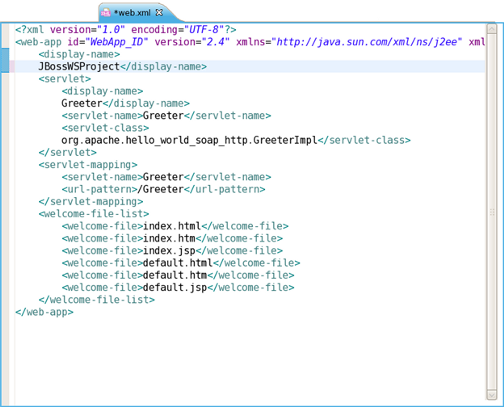 *web.xml
<?xml version="1.0" encoding="UTF-8"?>
<web-app id="WebApp_ID" version="2.4" xmlns="http://java.sun.com/xml/ns/j2ee" xml
<display-name>
JBossWSProject</display-name>
<servlet>
<display-name>
Greeter</display-name>
<servlet-name>Greeter</servlet-name>
<servlet-class>
org.apache.hello_world_soap_http.GreeterImpl</servlet-class>
</servlet>
<servlet-mapping>
<servlet-name>Greeter</servlet-name>
<url-pattern>/Greeter</url-pattern>
</servlet-mapping>
<welcome-file-list>
<welcome-file>index.html</welcome-file>
<welcome-file>index.htm</welcome-file>
<welcome-file>index.jsp</welcome-file>
<welcome-file>default.html</welcome-file>
<welcome-file>default.htm</welcome-file>
<welcome-file>default.jsp</welcome-file>
</welcome-file-list>
</web-app>